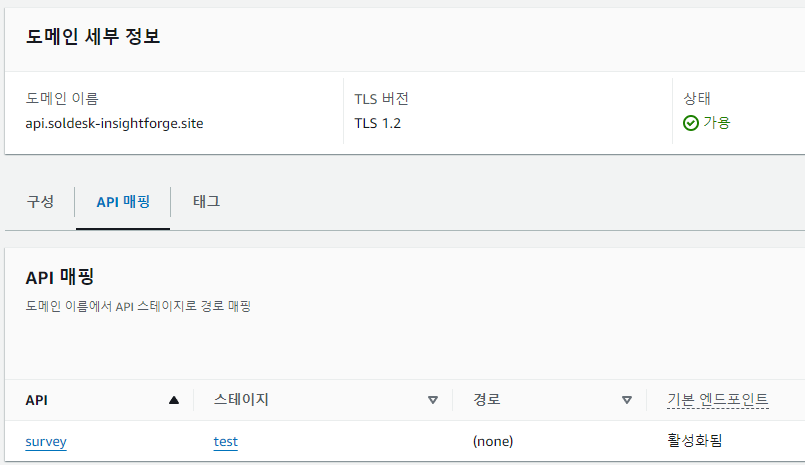 도메인 세부 정보
도메인 이름 TLS 버전 상태
api.soldesk-insightforge.site TLS 1.2 가용
구성 API 매핑 태그
API 매핑
도메인 이름에서 API 스테이지로 경로 매핑
API 스테이지 경로 기본 엔드포인트
survey test (none) 활성화됨